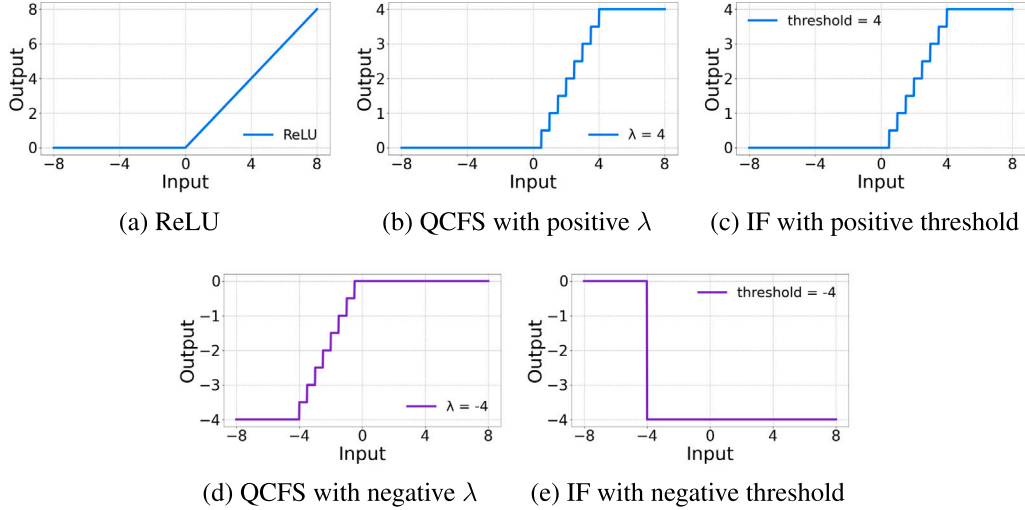 8
6
4
2
0
Output
−8 −4 0 4 8
Input
ReLU
(a) ReLU
4
3
2
1
0
Output
−8 −4 0 4 8
Input
λ = 4
(b) QCFS with positive λ
4
3
2
1
0
Output
−8 −4 0 4 8
Input
threshold = 4
(c) IF with positive threshold
0
−1
−2
−3
−4
Output
−8 −4 0 4 8
Input
λ = -4
(d) QCFS with negative λ
0
−1
−2
−3
−4
Output
−8 −4 0 4 8
Input
threshold = -4
(e) IF with negative threshold